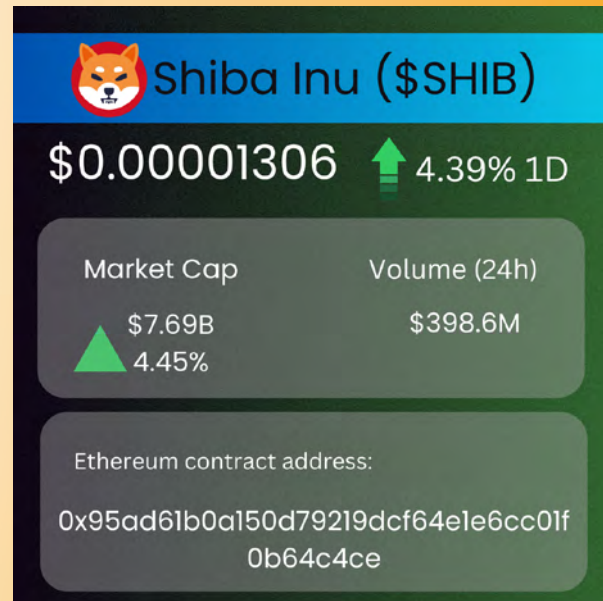 Shiba Inu ($SHIB)
$0.00001306
4.39% 1D
Market Cap
Volume (24h)
$7.69B
$398.6M
4.45%
Ethereum contract address:
0x95ad61b0a150d79219dcf64e1e6cc01f
0b64c4ce